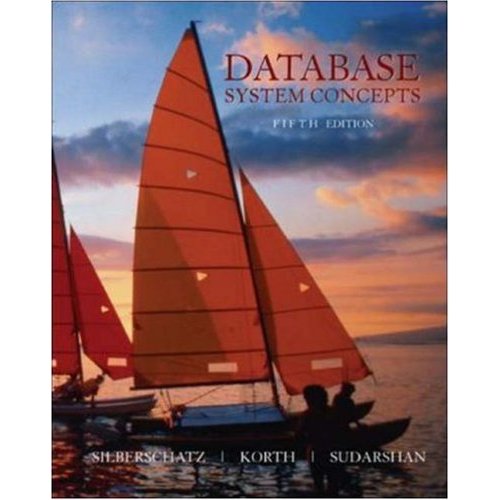 DATABASE
SYSTEM CONCEPTS
FIFTH EDITION
SILBERSCHATZ | KORTH | SUDARSHAN